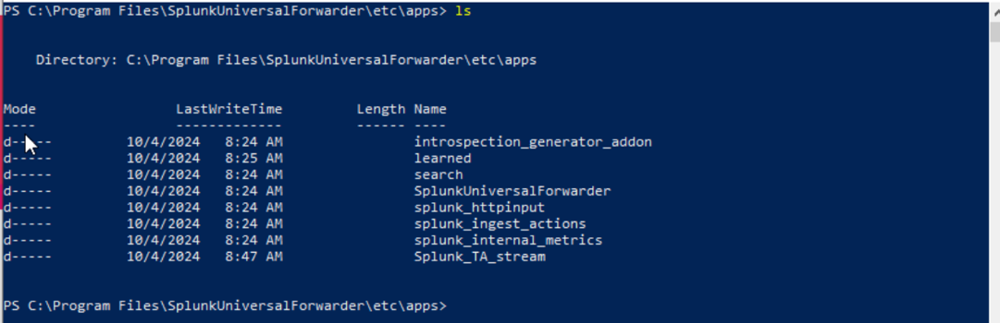 PS C:\Program Files\SplunkUniversalForwarder\etc\apps> ls
Directory: C:\Program Files\SplunkUniversalForwarder\etc\apps
Mode LastWriteTime Length Name
---- ------------- ------ ----
d----- 10/4/2024 8:24 AM introspection_generator_addon
d----- 10/4/2024 8:25 AM learned
d----- 10/4/2024 8:24 AM search
d----- 10/4/2024 8:24 AM SplunkUniversalForwarder
d----- 10/4/2024 8:24 AM splunk_httpinput
d----- 10/4/2024 8:24 AM splunk_ingest_actions
d----- 10/4/2024 8:24 AM splunk_internal_metrics
d----- 10/4/2024 8:47 AM Splunk_TA_stream
PS C:\Program Files\SplunkUniversalForwarder\etc\apps>